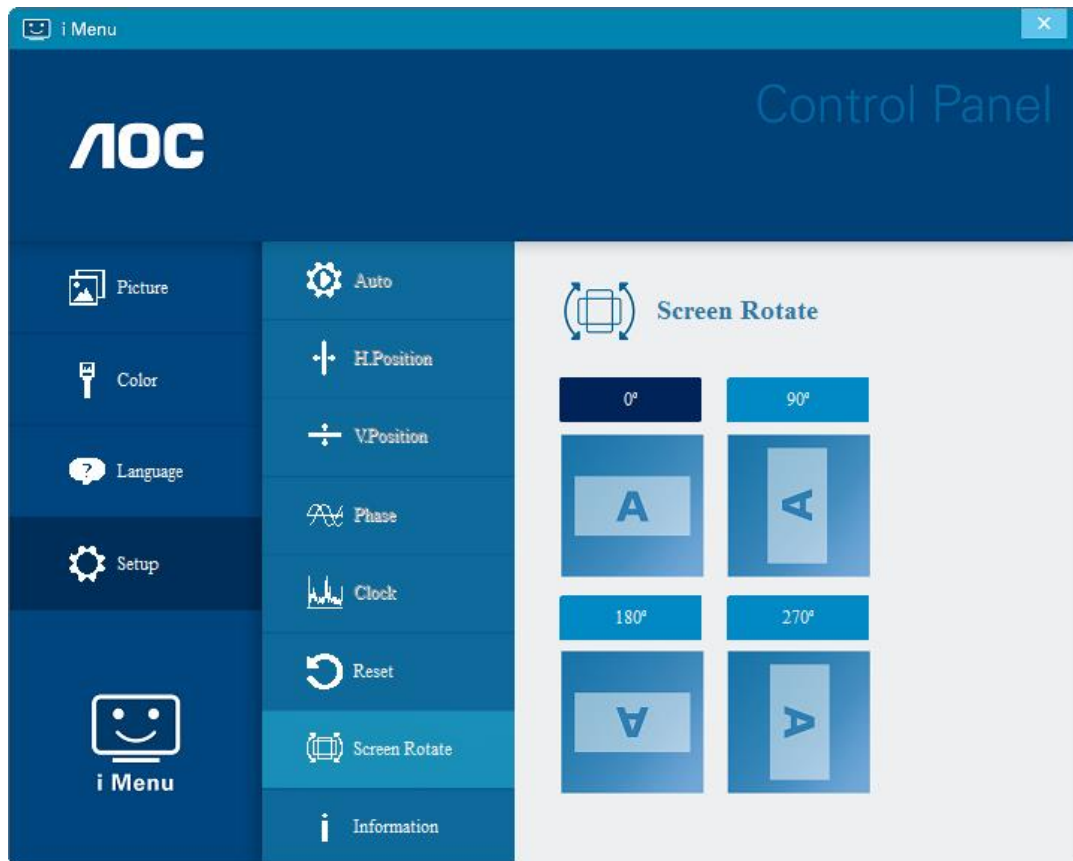 i Menu
Control Panel
AOC
Picture
Color
Language
Setup
i Menu
Auto
H.Position
V.Position
Phase
Clock
Reset
Screen Rotate
Information
Screen Rotate
0°
90°
A
A
180°
270°
A
A